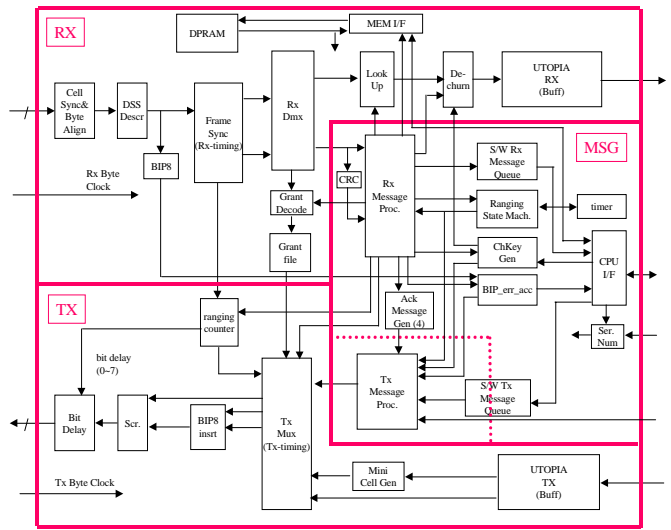 RX
DPRAM
MEM I/F
Cell
Sync&
Byte
Align
DSS
Descr
Frame
Sync
(Rx-timing)
Rx
Dmx
Look
Up
De-
churn
UTOPIA
RX
(Buff)
BIP8
Rx Byte
Clock
CRC
Grant
Decode
Grant
file
MSG
Rx
Message
Proc.
S/W Rx
Message
Queue
Ranging
State Mach.
timer
ChKey
Gen
CPU
I/F
BIP_err_acc
Ack
Message
Gen (4)
Ser.
Num
TX
ranging
counter
bit delay
(0~7)
Bit
Delay
Scr.
BIP8
insrt
Tx
Mux
(Tx-timing)
Tx
Message
Proc.
S/W Tx
Message
Queue
Mini
Cell Gen
UTOPIA
TX
(Buff)
Tx Byte
Clock